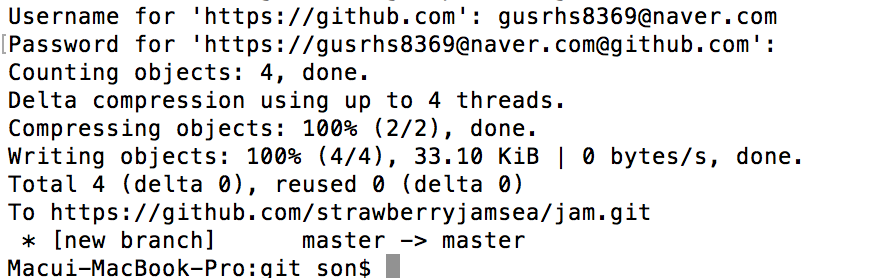 Username for 'https://github.com': gusrhs8369@naver.com
Password for 'https://gusrhs8369@naver.com@github.com':
Counting objects: 4, done.
Delta compression using up to 4 threads.
Compressing objects: 100% (2/2), done.
Writing objects: 100% (4/4), 33.10 KiB | 0 bytes/s, done.
Total 4 (delta 0), reused 0 (delta 0)
To https://github.com/strawberryjamsea/jam.git
 * [new branch]      master -> master
Macui-MacBook-Pro:git son$